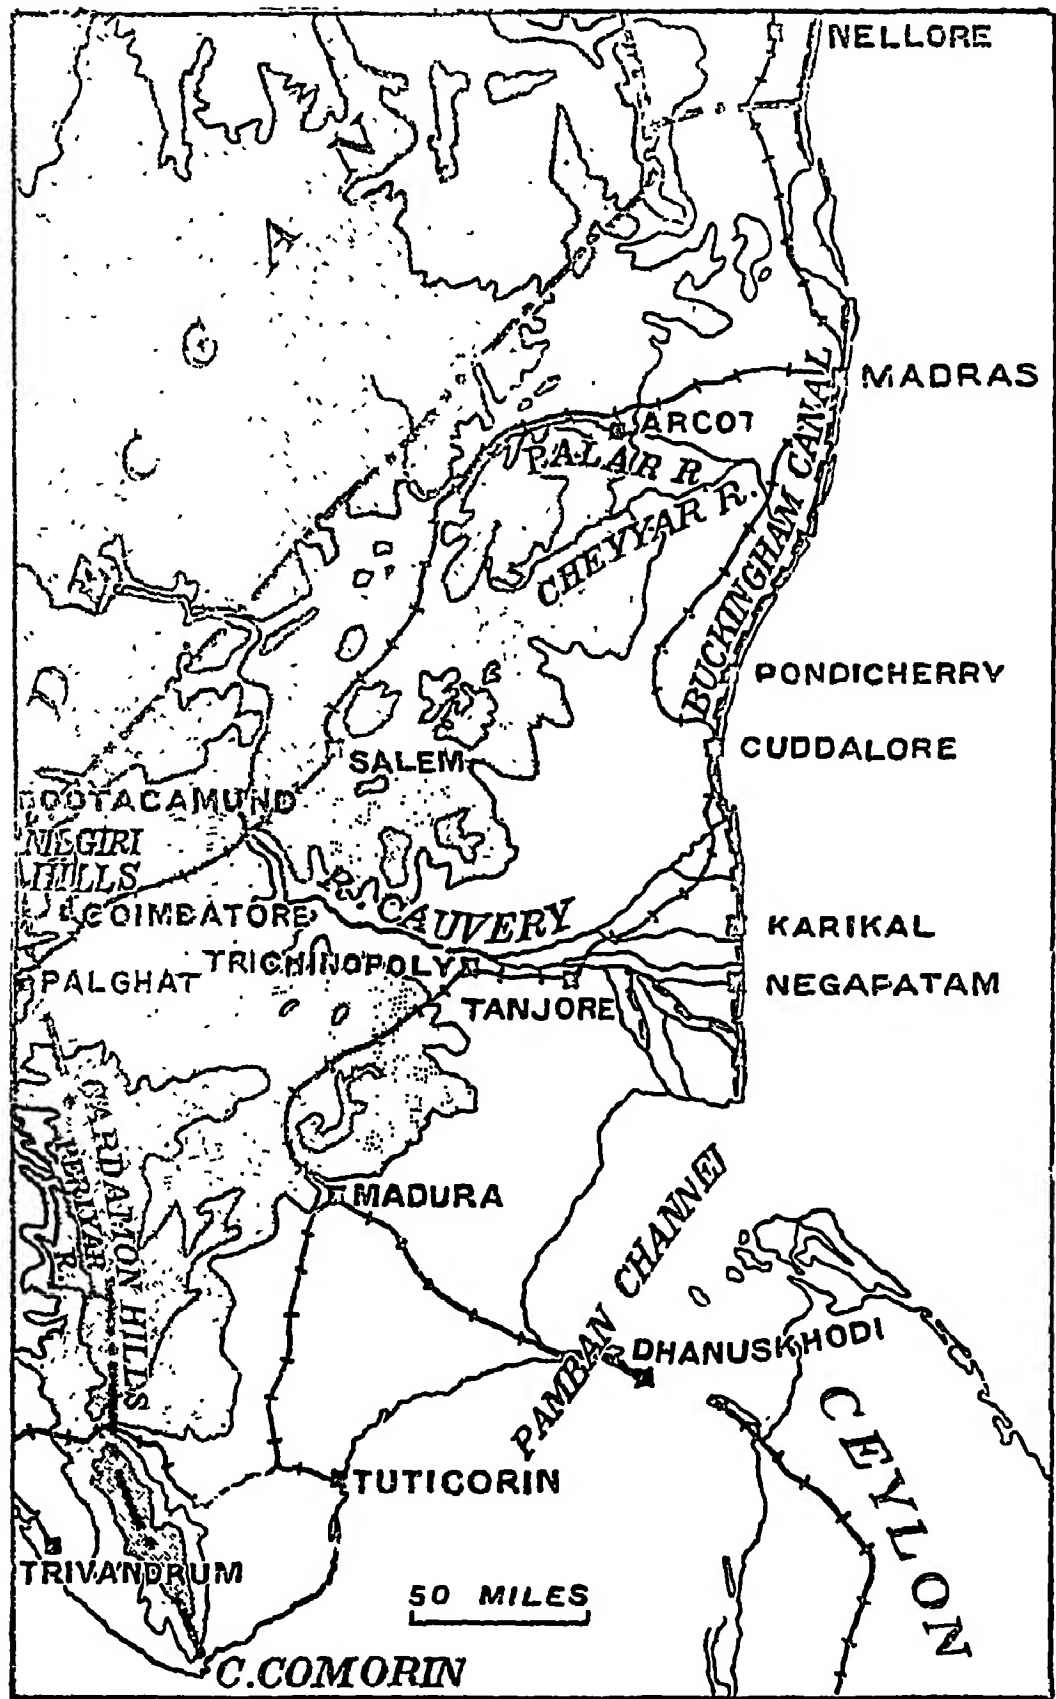 NELLORE
MADRAS
ARCOT
PALAR R
CHEYYAR R.
BUCKINGHAM CANAL
PONDICHERRY
CUDDALORE
SALEM
OOTACAMUND
NILGIRI
HILLS
COIMBATORE
R. CAUVERY
KARIKAL
TRICHINOPOLY
PALGHAT
NEGAPATAM
TANJORE
CARDAMON HILLS
PERIYAR
R.
MADURA
PAMBAN CHANNEL
DHANUSKHODI
CEYLON
TUTICORIN
TRIVANDRUM
50 MILES
C.COMORIN